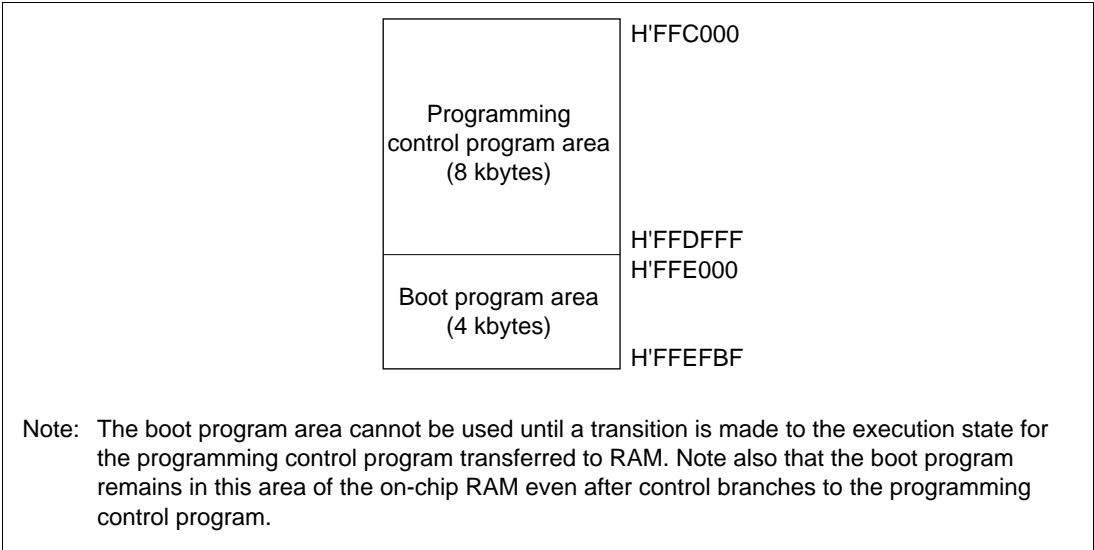 H'FFC000
Programming
control program area
(8 kbytes)
H'FFDFFF
H'FFE000
Boot program area
(4 kbytes)
H'FFEFBF
Note: The boot program area cannot be used until a transition is made to the execution state for
the programming control program transferred to RAM. Note also that the boot program
remains in this area of the on-chip RAM even after control branches to the programming
control program.